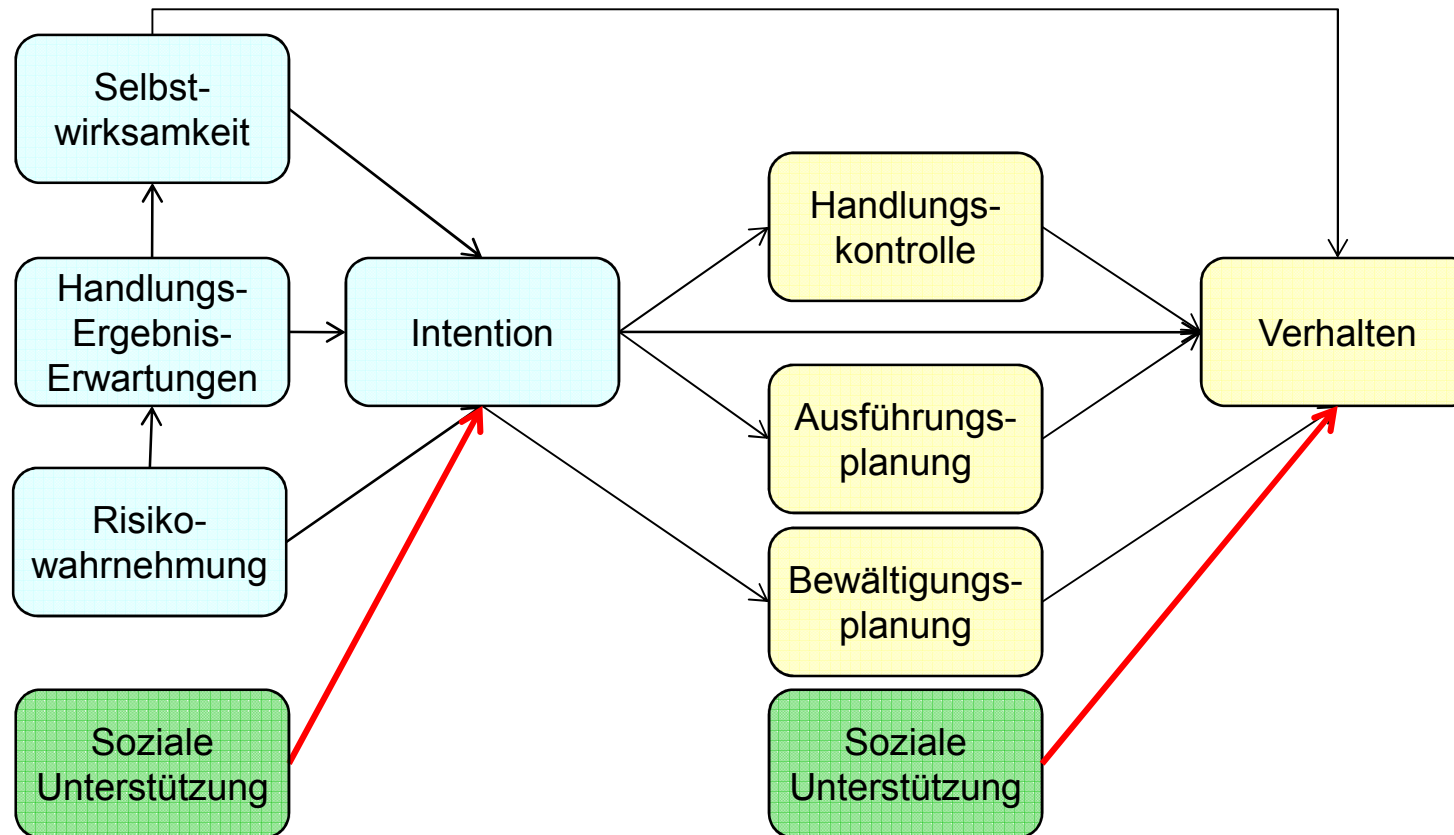 Selbst-
wirksamkeit
Handlungs-
Ergebnis-
Erwartungen
Risiko-
wahrnehmung
Soziale
Unterstützung
Intention
Handlungs-
kontrolle
Ausführungs-
planung
Bewältigungs-
planung
Soziale
Unterstützung
Verhalten